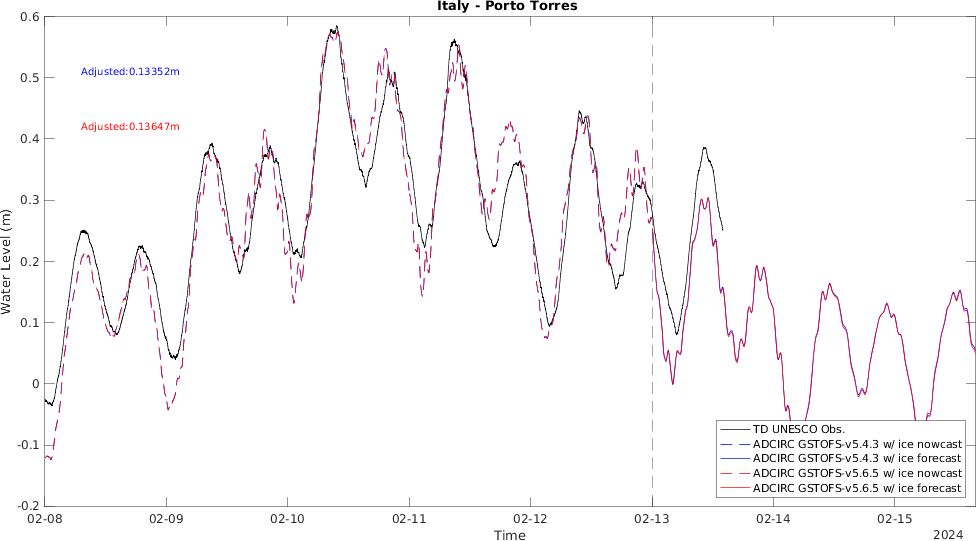 Italy - Porto Torres
0.6
0.5
0.4
0.3
0.2
0.1
0
-0.1
-0.2
Water Level (m)
Adjusted:0.13352m
Adjusted:0.13647m
TD UNESCO Obs.
ADCIRC GSTOFS-v5.4.3 w/ ice nowcast
ADCIRC GSTOFS-v5.4.3 w/ ice forecast
ADCIRC GSTOFS-v5.6.5 w/ ice nowcast
ADCIRC GSTOFS-v5.6.5 w/ ice forecast
02-08 02-09 02-10 02-11 02-12 02-13 02-14 02-15
Time
2024